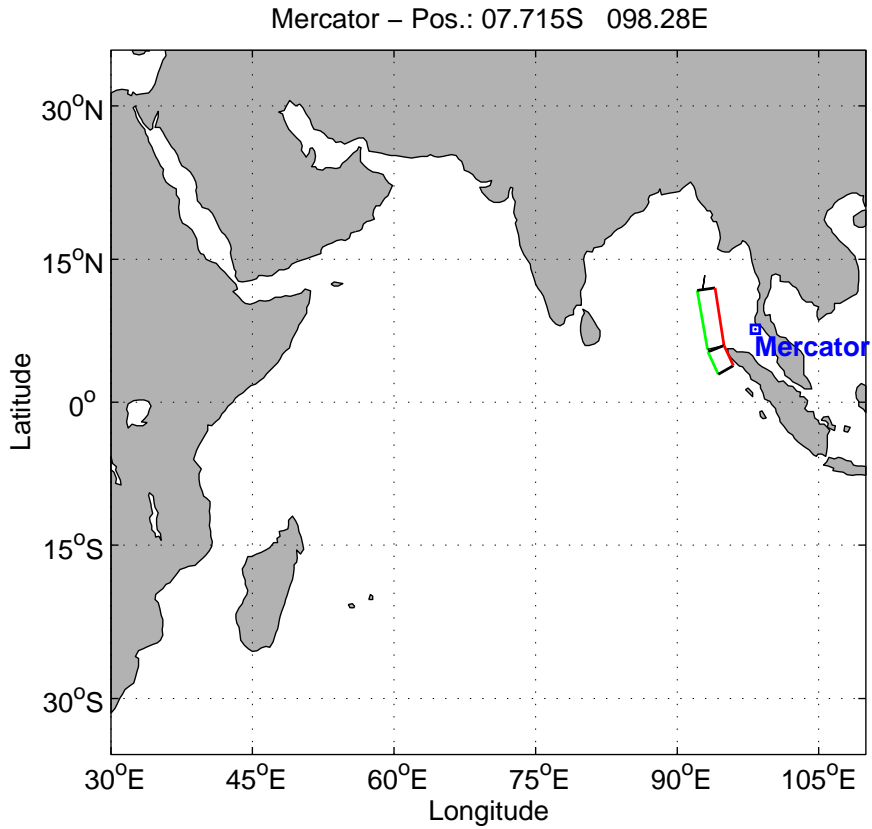 Mercator – Pos.: 07.715S   098.28E
30°N
15°N
0°
15°S
30°S
Latitude
Mercator
30°E
45°E
60°E
75°E
90°E
105°E
Longitude